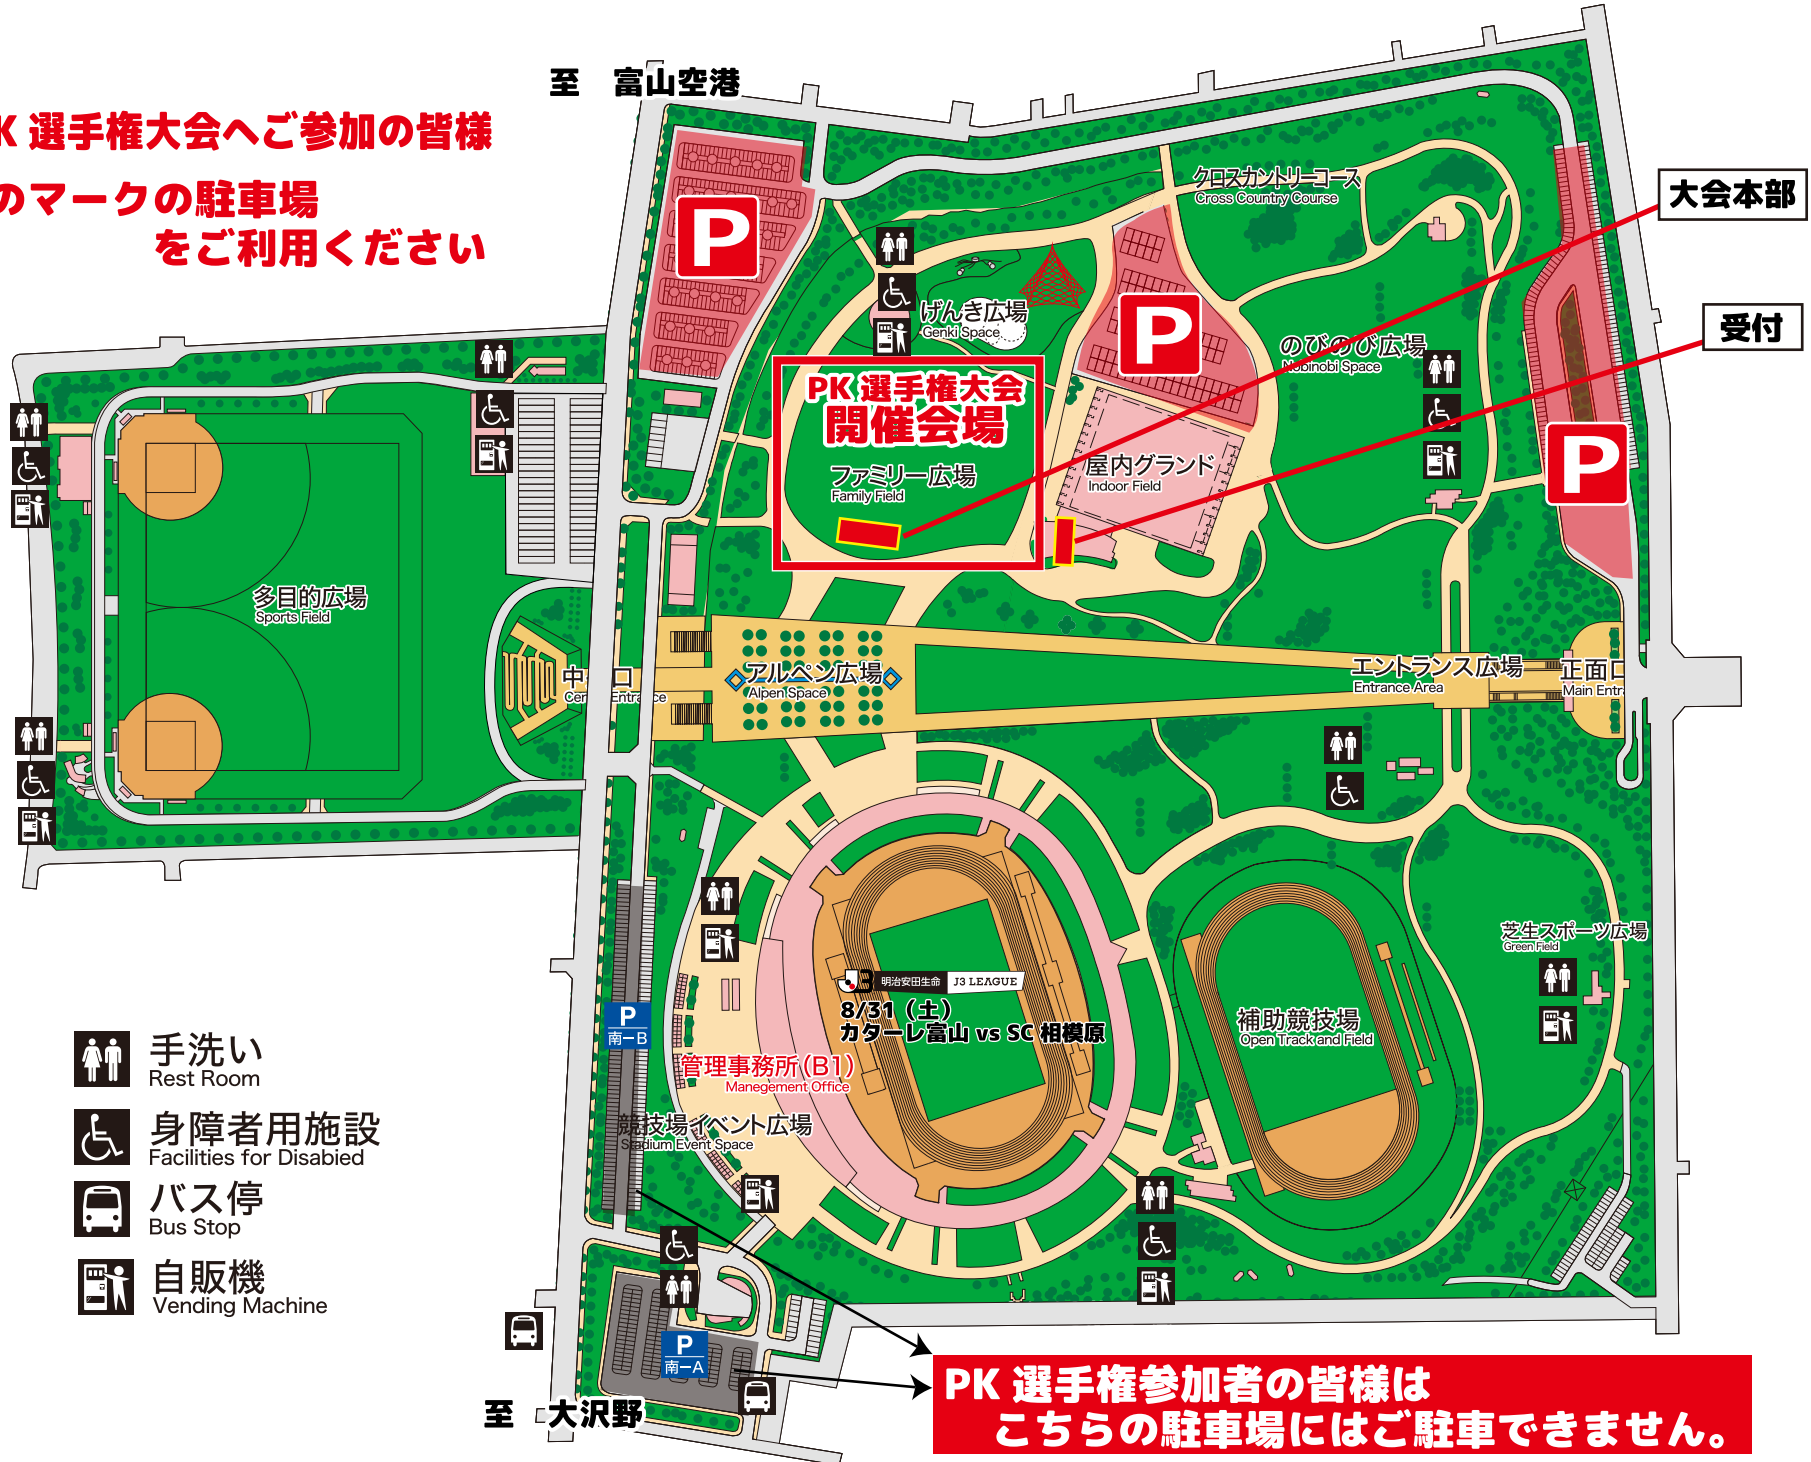 至　富山空港
PK 選手権大会へご参加の皆様
のマークの駐車場
をご利用ください
クロスカントリーコース
Cross Country Course
大会本部
P
げんき広場
Genki Space
P
受付
のびのび広場
Nobinobi Space
PK 選手権大会
開催会場
ファミリー広場
Family Field
屋内グランド
Indoor Field
P
多目的広場
Sports Field
アルペン広場
Alpen Space
エントランス広場
Entrance Area
正面口
Main
芝生スポーツ広場
Green Field
J3 明治安田生命 J3 LEAGUE
8/31（土）
カターレ富山 vs SC 相模原
補助競技場
Open Track and Field
P
南ーB
管理事務所（B1）
Manegement Office
競技場イベント広場
Stadium Event Space
手洗い
Rest Room
身障者用施設
Facilities for Disabied
バス停
Bus Stop
自販機
Vending Machine
P
南ーA
至　大沢野
PK 選手権参加者の皆様は
こちらの駐車場にはご駐車できません。